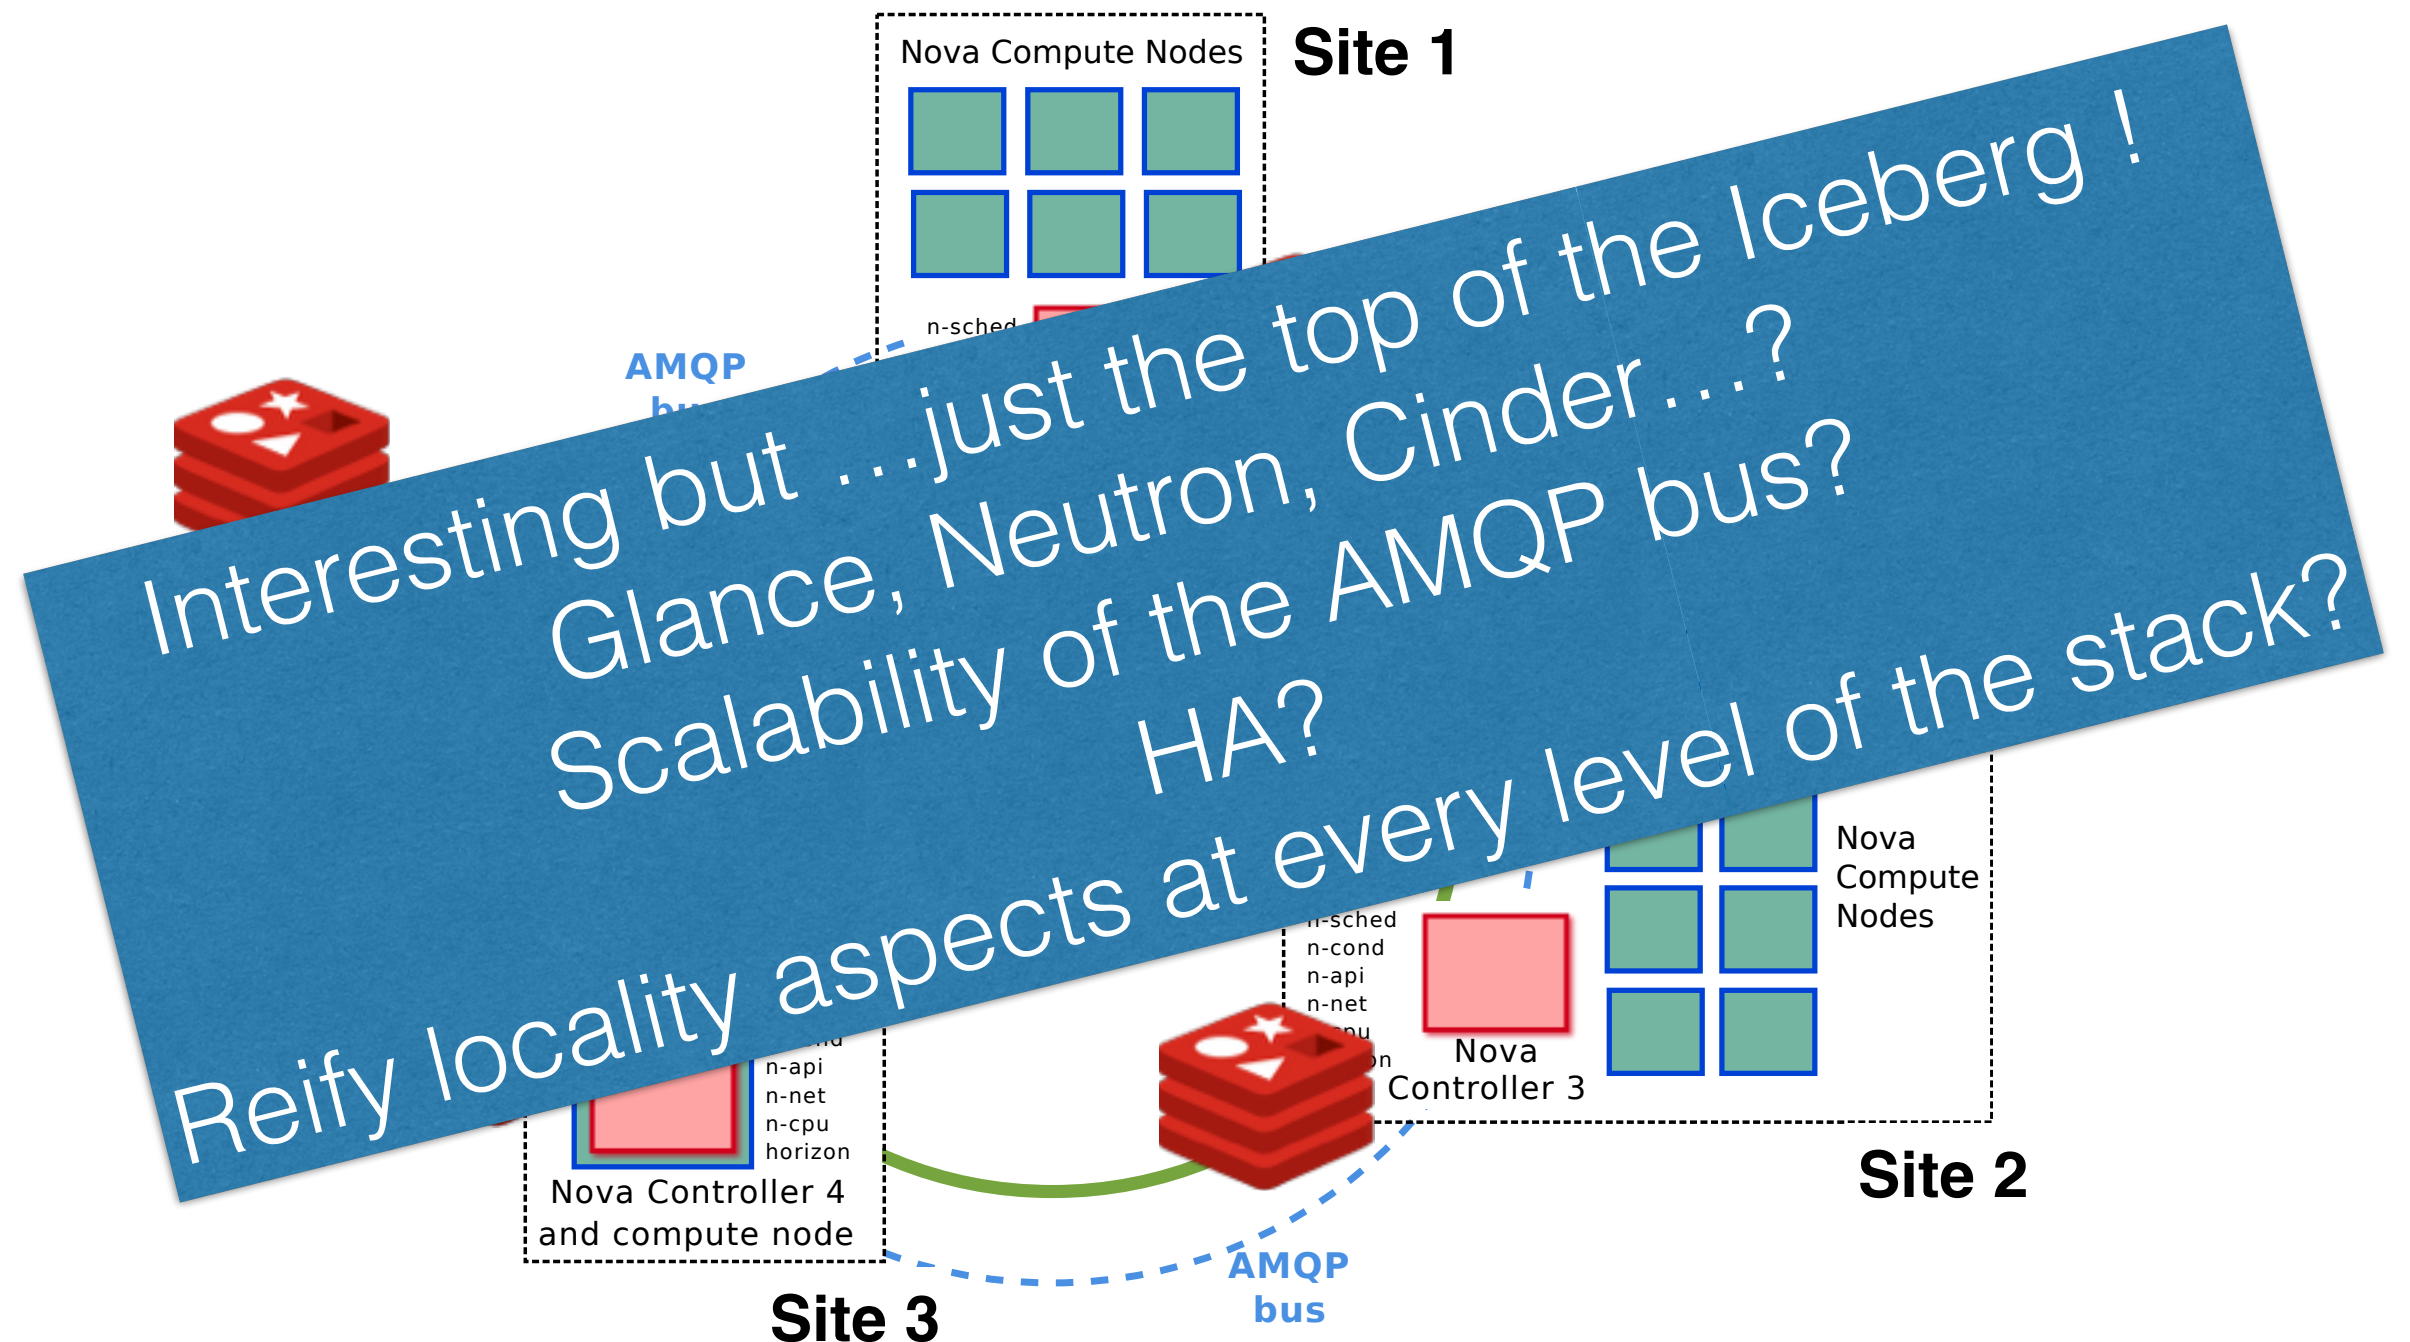 Nova Compute Nodes
Site 1
n-sched
AMQP
Interesting but ...just the top of the Iceberg !
Glance, Neutron, Cinder...?
Scalability of the AMQP bus?
HA?
Reify locality aspects at every level of the stack?
Nova
Compute
Nodes
n-sched
n-cond
n-api
n-net
Nova
Controller 3
Site 2
n-api
n-net
n-cpu
horizon
Nova Controller 4
and compute node
Site 3
AMQP
bus